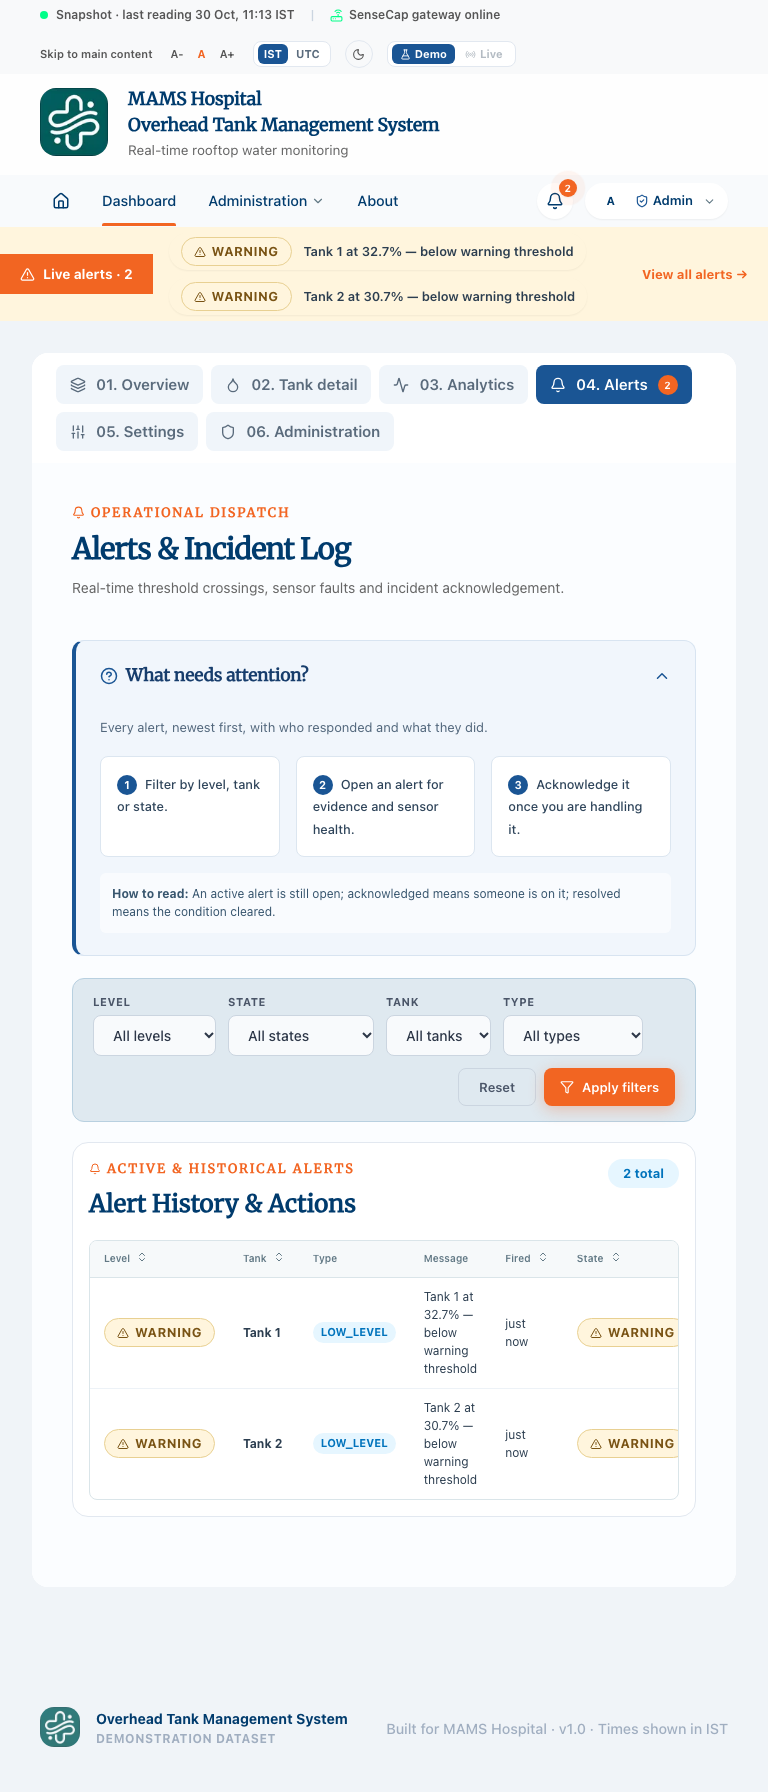 Snapshot · last reading 30 Oct, 11:13 IST | SenseCap gateway online
Skip to main content A- A A+ IST UTC Demo Live
MAMS Hospital
Overhead Tank Management System
Real-time rooftop water monitoring
Dashboard Administration About 2 A Admin
Live alerts · 2
WARNING Tank 1 at 32.7% — below warning threshold
WARNING Tank 2 at 30.7% — below warning threshold
View all alerts →
01. Overview 02. Tank detail 03. Analytics 04. Alerts 2
05. Settings 06. Administration
OPERATIONAL DISPATCH
Alerts & Incident Log
Real-time threshold crossings, sensor faults and incident acknowledgement.
What needs attention?
Every alert, newest first, with who responded and what they did.
1 Filter by level, tank
or state.
2 Open an alert for
evidence and sensor
health.
3 Acknowledge it
once you are handling
it.
How to read: An active alert is still open; acknowledged means someone is on it; resolved
means the condition cleared.
LEVEL STATE TANK TYPE
All levels All states All tanks All types
Reset Apply filters
ACTIVE & HISTORICAL ALERTS
2 total
Alert History & Actions
Level Tank Type Message Fired State
WARNING Tank 1 LOW_LEVEL
Tank 1 at
32.7% —
below
warning
threshold
just
now
WARNING
WARNING Tank 2 LOW_LEVEL
Tank 2 at
30.7% —
below
warning
threshold
just
now
WARNING
Overhead Tank Management System
DEMONSTRATION DATASET
Built for MAMS Hospital · v1.0 · Times shown in IST